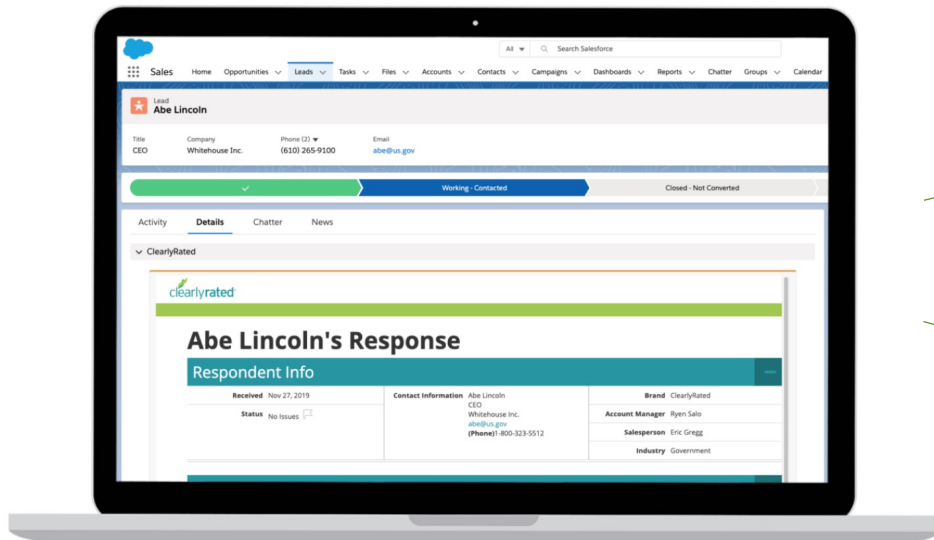 All Search Salesforce
Sales Home Opportunities Leads Tasks Files Accounts Contacts Campaigns Dashboards Reports Chatter Groups Calendar
Lead
Abe Lincoln
Title Company Phone (2) Email
CEO Whitehouse Inc. (610) 265-9100 abe@us.gov
Working - Contacted Closed - Not Converted
Activity Details Chatter News
ClearlyRated
clearlyrated
Abe Lincoln's Response
Respondent Info
Received Nov 27, 2019 Contact Information Abe Lincoln Brand ClearlyRated
CEO
Status No Issues Whitehouse Inc. Account Manager Ryen Salo
abe@us.gov
(Phone)1-800-323-5512 Salesperson Eric Gregg
Industry Government